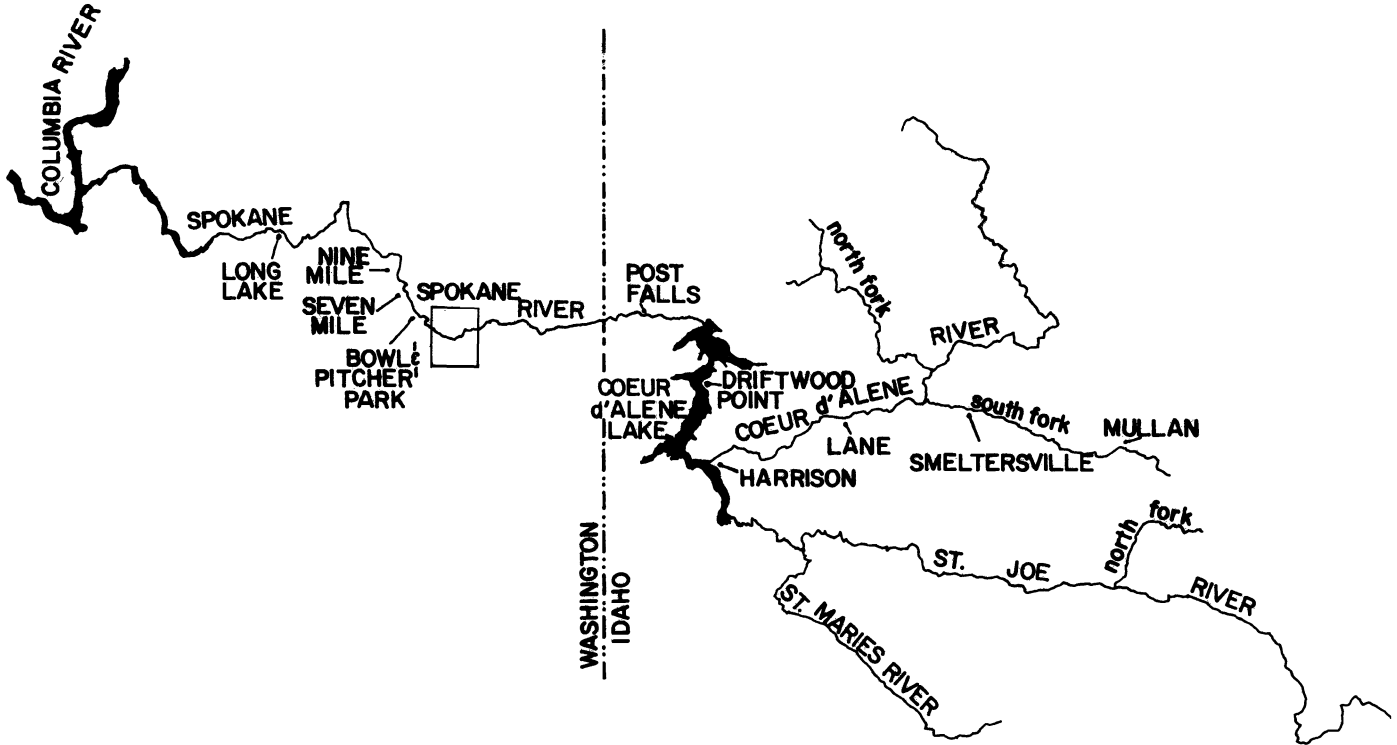 COLUMBIA RIVER
SPOKANE
LONG
LAKE
NINE
MILE
SEVEN
MILE
BOWL &
PITCHER
PARK
SPOKANE
RIVER
POST
FALLS
COEUR
d'ALENE
LAKE
DRIFTWOOD
POINT
COEUR d'ALENE
RIVER
north fork
south fork
LANE
SMELTERSVILLE
MULLAN
HARRISON
WASHINGTON
IDAHO
ST. JOE
RIVER
north fork
ST. MARIES RIVER